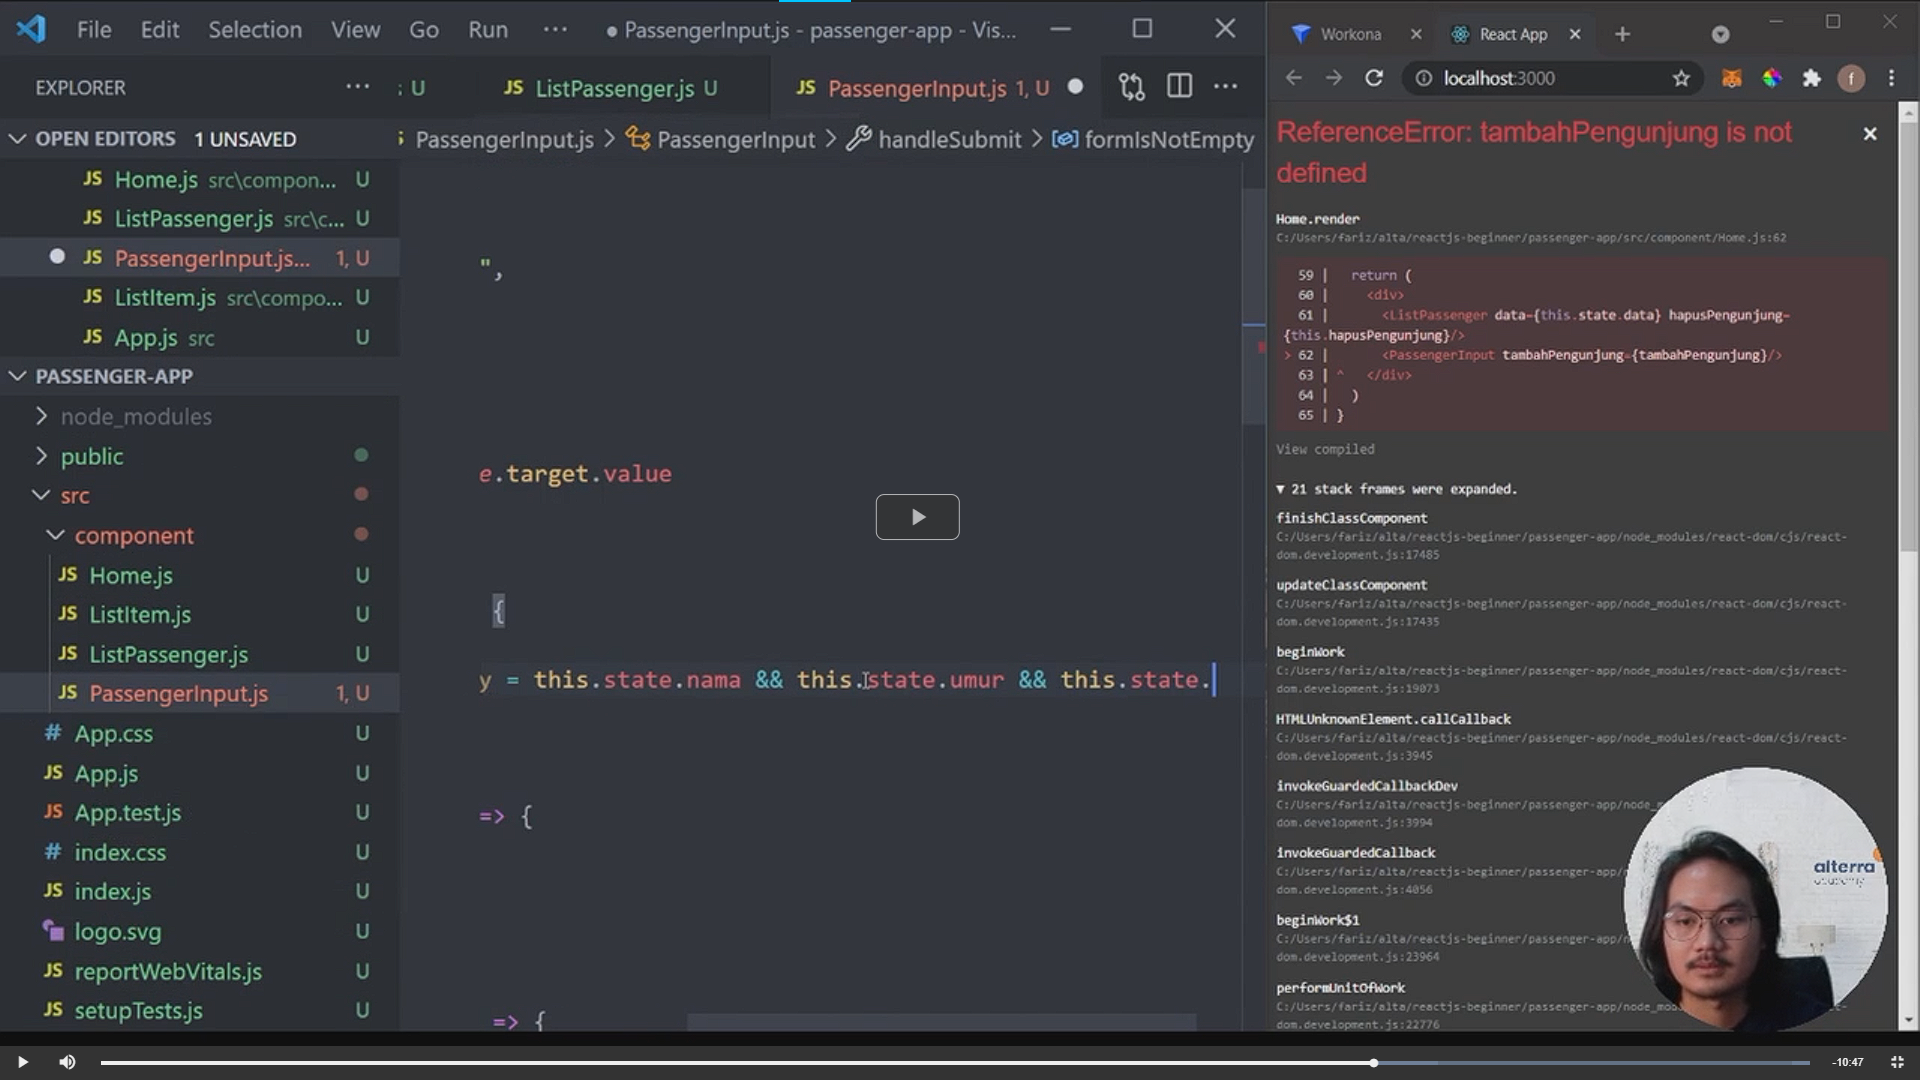 File Edit Selection View Go Run ··· ● PassengerInput.js - passenger-app - Vis...
EXPLORER ···
; U JS ListPassenger.js U JS PassengerInput.js 1, U ● ···
OPEN EDITORS 1 UNSAVED
PassengerInput.js > PassengerInput > handleSubmit > formIsNotEmpty
JS Home.js src\compon... U
JS ListPassenger.js src\c... U
● JS PassengerInput.js... 1, U
JS ListItem.js src\compo... U
JS App.js src U
PASSENGER-APP
node_modules
public
src
component
JS Home.js U
JS ListItem.js U
JS ListPassenger.js U
JS PassengerInput.js 1, U
# App.css U
JS App.js U
JS App.test.js U
# index.css U
JS index.js U
logo.svg U
JS reportWebVitals.js U
JS setupTests.js U
",
e.target.value
{
y = this.state.nama && this.state.umur && this.state.
=> {
=> {
Workona React App
localhost:3000 f
ReferenceError: tambahPengunjung is not
defined
Home.render
C:/Users/fariz/alta/reactjs-beginner/passenger-app/src/component/Home.js:62
59 | return (
60 | <div>
61 | <ListPassenger data={this.state.data} hapusPengunjung=
{this.hapusPengunjung}/>
> 62 | <PassengerInput tambahPengunjung={tambahPengunjung}/>
63 | ^ </div>
64 | )
65 | }
View compiled
▼ 21 stack frames were expanded.
finishClassComponent
C:/Users/fariz/alta/reactjs-beginner/passenger-app/node_modules/react-dom/cjs/react-
dom.development.js:17485
updateClassComponent
C:/Users/fariz/alta/reactjs-beginner/passenger-app/node_modules/react-dom/cjs/react-
dom.development.js:17435
beginWork
C:/Users/fariz/alta/reactjs-beginner/passenger-app/node_modules/react-dom/cjs/react-
dom.development.js:19073
HTMLUnknownElement.callCallback
C:/Users/fariz/alta/reactjs-beginner/passenger-app/node_modules/react-dom/cjs/react-
dom.development.js:3945
invokeGuardedCallbackDev
C:/Users/fariz/alta/reactjs-beginner/passenger-app/node_m
dom.development.js:3994
invokeGuardedCallback
C:/Users/fariz/alta/reactjs-beginner/passenger-app/
dom.development.js:4056
beginWork$1
C:/Users/fariz/alta/reactjs-beginner/passenger-app/
dom.development.js:23964
performUnitOfWork
C:/Users/fariz/alta/reactjs-beginner/passenger-app/
dom.development.js:22776
alterra
academy
-10:47